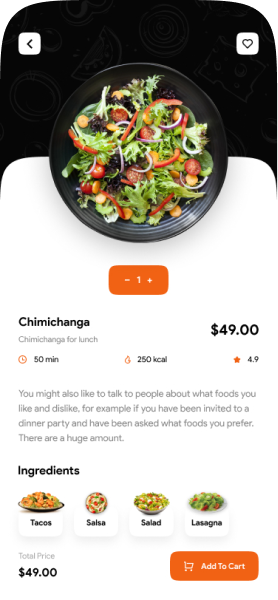 − 1 +
Chimichanga
$49.00
Chimichanga for lunch
50 min 250 kcal 4.9
You might also like to talk to people about what foods you
like and dislike, for example if you have been invited to a
dinner party and have been asked what foods you prefer.
There are a huge amount.
Ingredients
Tacos Salsa Salad Lasagna
Total Price
$49.00
Add To Cart